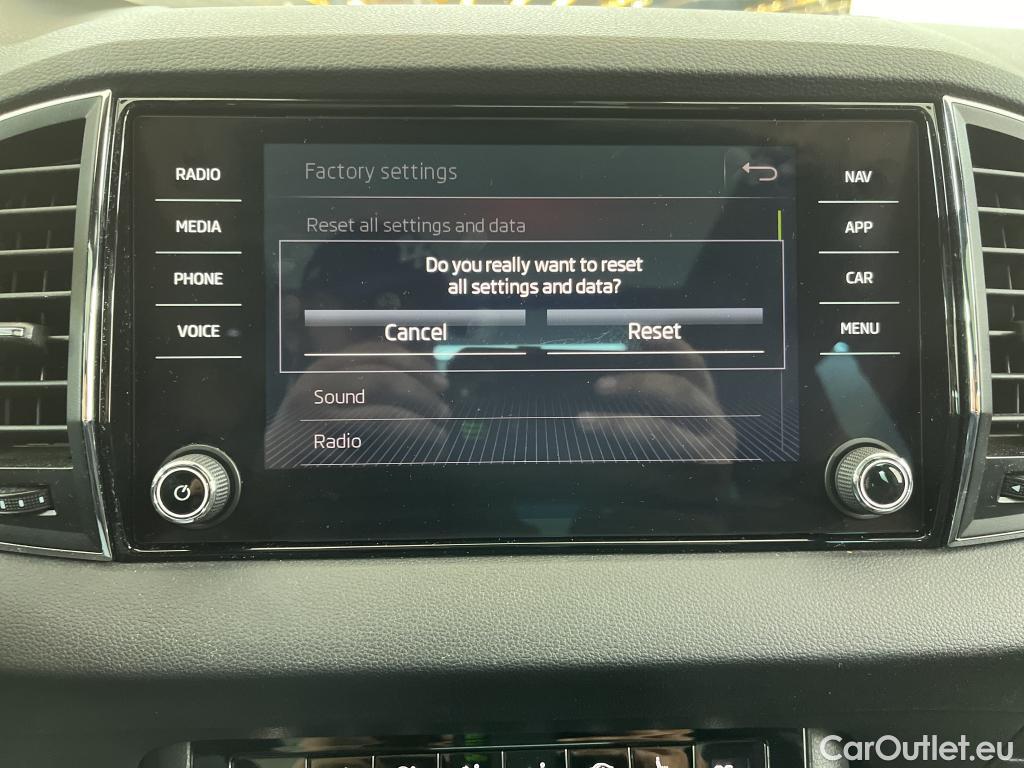 Factory settings
Reset all settings and data
Do you really want to reset
all settings and data?
Cancel
Reset
Sound
Radio
RADIO
MEDIA
PHONE
VOICE
NAV
APP
CAR
MENU
CarOutlet.eu